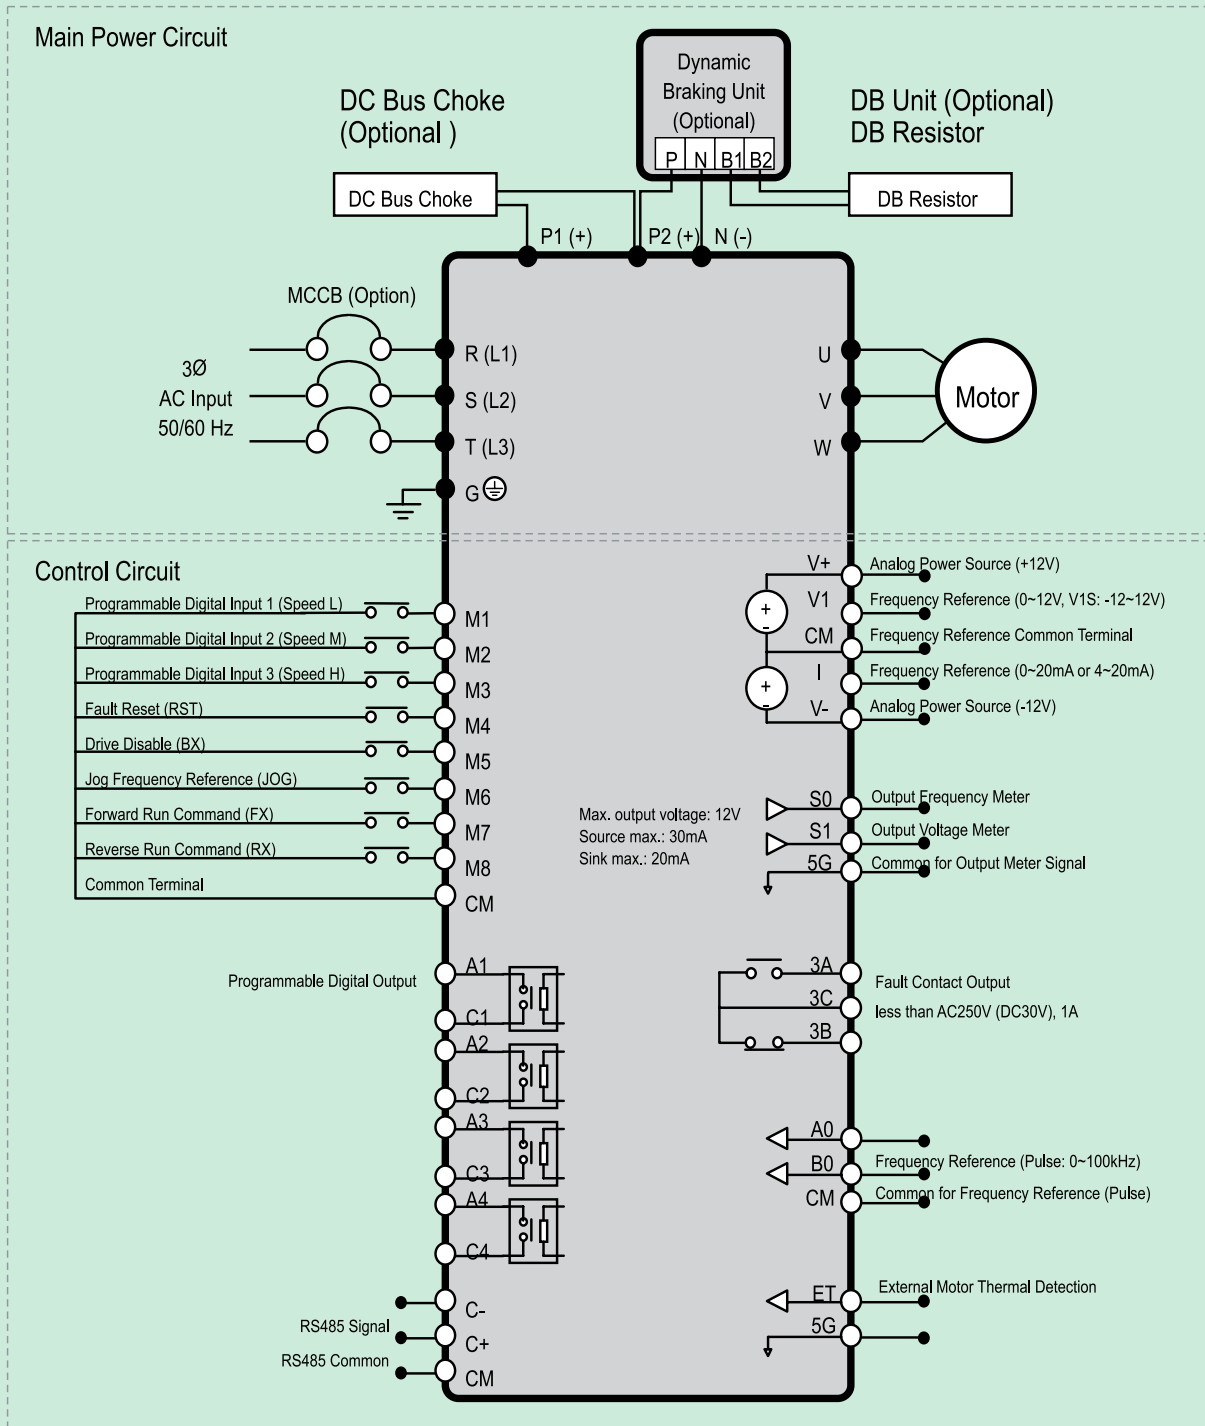 Main Power Circuit
Dynamic
Braking Unit
(Optional)
P N B1 B2
DC Bus Choke
(Optional )
DB Unit (Optional)
DB Resistor
DC Bus Choke
DB Resistor
P1 (+)
P2 (+)
N (-)
MCCB (Option)
3Ø
AC Input
50/60 Hz
R (L1)
S (L2)
T (L3)
G
U
V
W
Motor
Control Circuit
Programmable Digital Input 1 (Speed L)
M1
Programmable Digital Input 2 (Speed M)
M2
Programmable Digital Input 3 (Speed H)
M3
Fault Reset (RST)
M4
Drive Disable (BX)
M5
Jog Frequency Reference (JOG)
M6
Forward Run Command (FX)
M7
Reverse Run Command (RX)
M8
Common Terminal
CM
V+
Analog Power Source (+12V)
V1
Frequency Reference (0~12V, V1S: -12~12V)
CM
Frequency Reference Common Terminal
I
Frequency Reference (0~20mA or 4~20mA)
V-
Analog Power Source (-12V)
+
-
+
-
Max. output voltage: 12V
Source max.: 30mA
Sink max.: 20mA
S0
Output Frequency Meter
S1
Output Voltage Meter
5G
Common for Output Meter Signal
Programmable Digital Output
A1
C1
A2
C2
A3
C3
A4
C4
3A
3C
3B
Fault Contact Output
less than AC250V (DC30V), 1A
A0
B0
Frequency Reference (Pulse: 0~100kHz)
CM
Common for Frequency Reference (Pulse)
ET
External Motor Thermal Detection
5G
C-
RS485 Signal
C+
RS485 Common
CM